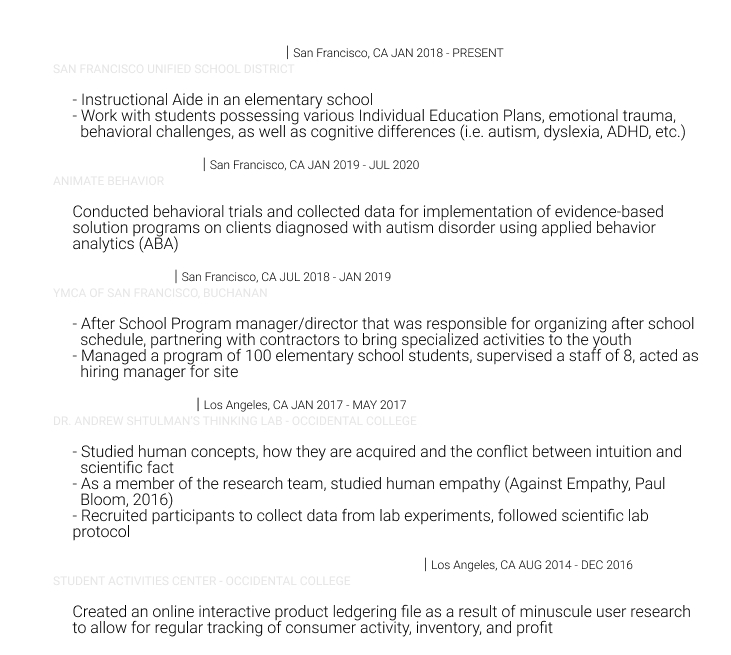 | San Francisco, CA JAN 2018 - PRESENT
SAN FRANCISCO UNIFIED SCHOOL DISTRICT
- Instructional Aide in an elementary school
- Work with students possessing various Individual Education Plans, emotional trauma,
behavioral challenges, as well as cognitive differences (i.e. autism, dyslexia, ADHD, etc.)
| San Francisco, CA JAN 2019 - JUL 2020
ANIMATE BEHAVIOR
Conducted behavioral trials and collected data for implementation of evidence-based
solution programs on clients diagnosed with autism disorder using applied behavior
analytics (ABA)
| San Francisco, CA JUL 2018 - JAN 2019
YMCA OF SAN FRANCISCO, BUCHANAN
- After School Program manager/director that was responsible for organizing after school
schedule, partnering with contractors to bring specialized activities to the youth
- Managed a program of 100 elementary school students, supervised a staff of 8, acted as
hiring manager for site
| Los Angeles, CA JAN 2017 - MAY 2017
DR. ANDREW SHTULMAN'S THINKING LAB - OCCIDENTAL COLLEGE
- Studied human concepts, how they are acquired and the conflict between intuition and
scientific fact
- As a member of the research team, studied human empathy (Against Empathy, Paul
Bloom, 2016)
- Recruited participants to collect data from lab experiments, followed scientific lab
protocol
| Los Angeles, CA AUG 2014 - DEC 2016
STUDENT ACTIVITIES CENTER - OCCIDENTAL COLLEGE
Created an online interactive product ledgering file as a result of minuscule user research
to allow for regular tracking of consumer activity, inventory, and profit